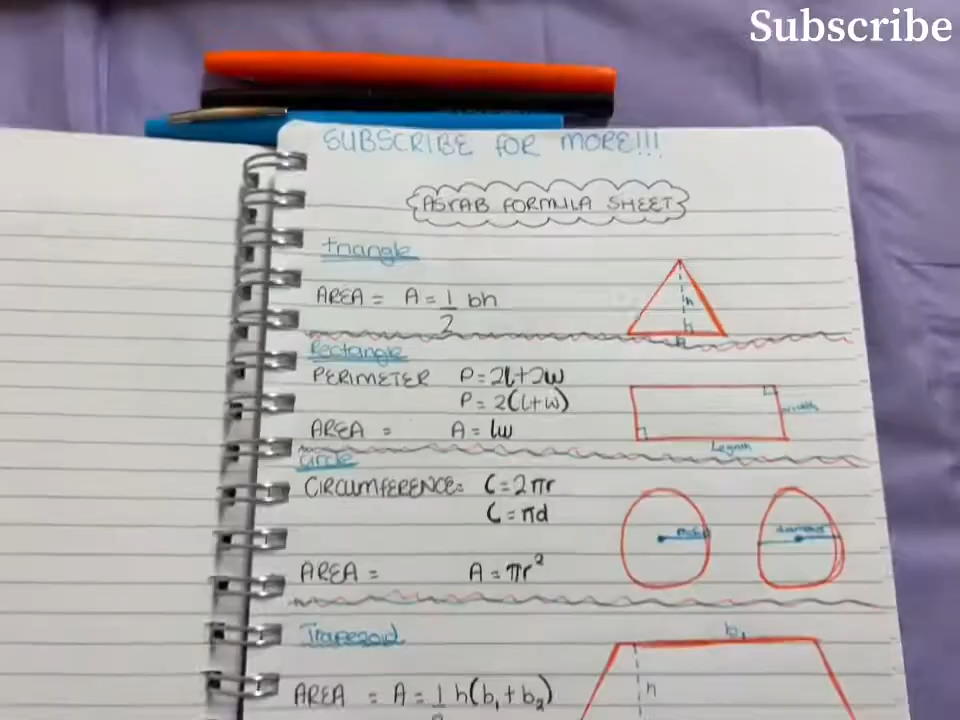 Subscribe
SUBSCRIBE FOR MORE!!!
ASVAB FORMULA SHEET
triangle
AREA = A = 1/2 bh
h
b
Rectangle
PERIMETER P = 2l+2w
P = 2(l+w)
width
AREA = A = lw
Legnth
Circle
CIRCUMFERENCE= C = 2πr
C = πd
radius
diameter
AREA = A = πr²
Trapezoid
b₁
AREA = A = 1/2 h(b₁ + b₂)
h